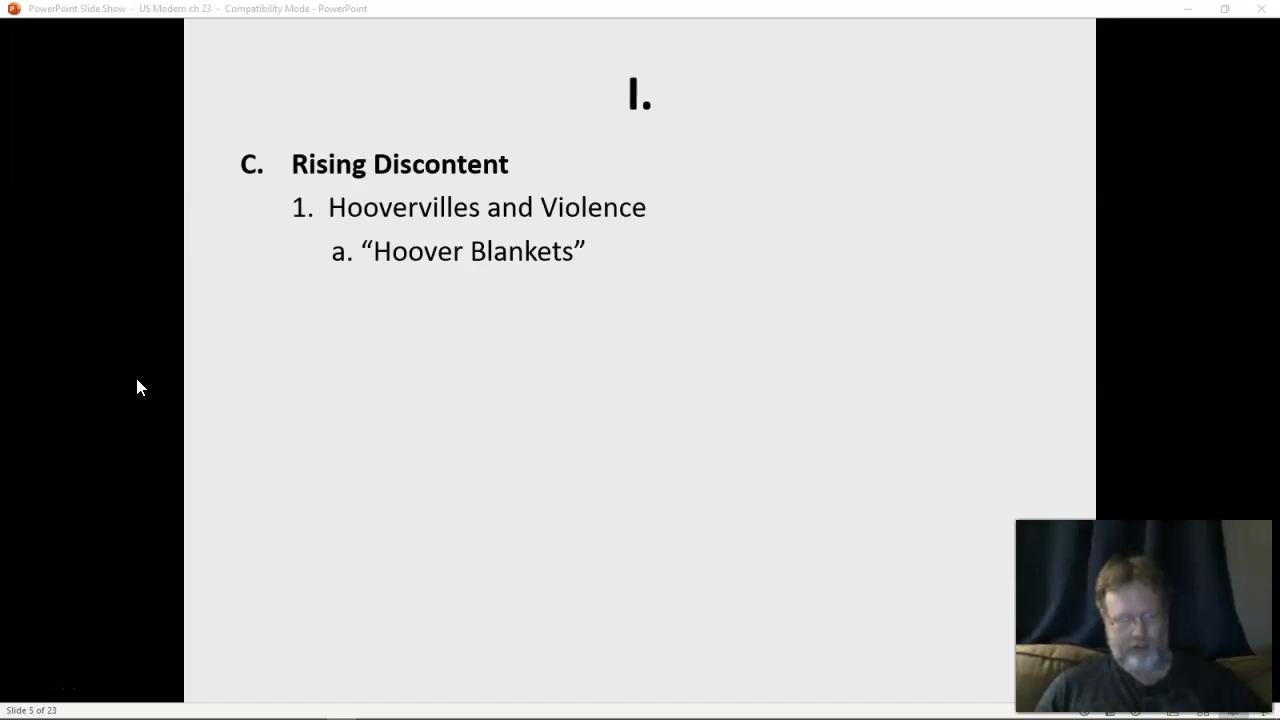 PowerPoint Slide Show - US Modern ch 23 - Compatibility Mode - PowerPoint
I.
C. Rising Discontent
1. Hoovervilles and Violence
a. “Hoover Blankets”
Slide 5 of 23